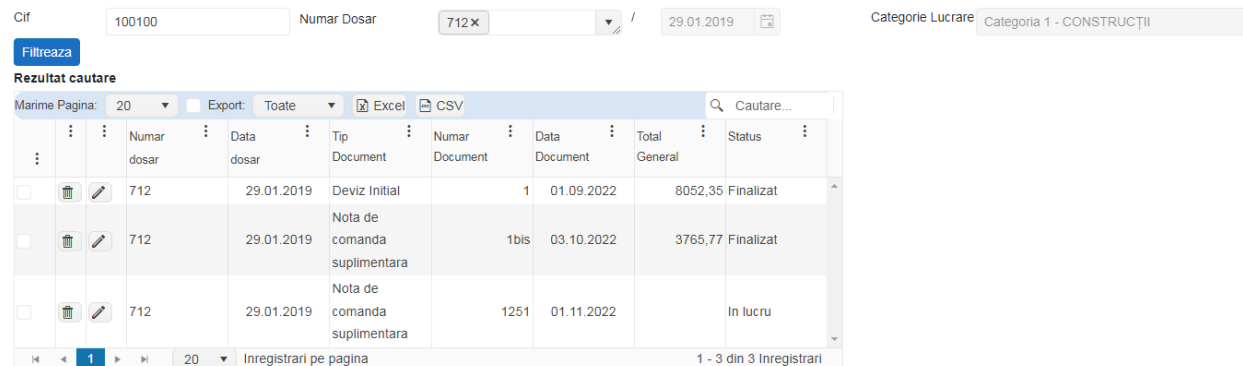 Cif 100100 Numar Dosar 712 × / 29.01.2019 Categorie Lucrare Categoria 1 - CONSTRUCȚII
Filtreaza
Rezultat cautare
Marime Pagina: 20 Export: Toate Excel CSV Cautare...
Numar dosar
Data dosar
Tip Document
Numar Document
Data Document
Total General
Status
712 29.01.2019 Deviz Initial 1 01.09.2022 8052,35 Finalizat
Nota de
712 29.01.2019 comanda 1bis 03.10.2022 3765,77 Finalizat
suplimentara
Nota de
712 29.01.2019 comanda 1251 01.11.2022 In lucru
suplimentara
1 20 Inregistrari pe pagina 1 - 3 din 3 Inregistrari